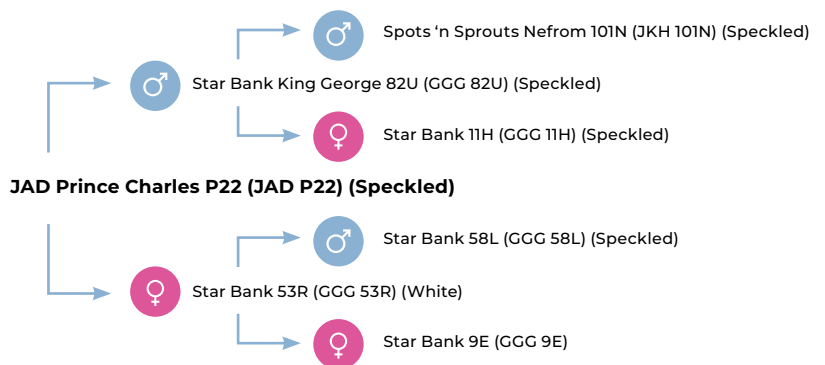 Spots ‘n Sprouts Nefrom 101N (JKH 101N) (Speckled)
Star Bank King George 82U (GGG 82U) (Speckled)
Star Bank 11H (GGG 11H) (Speckled)
JAD Prince Charles P22 (JAD P22) (Speckled)
Star Bank 58L (GGG 58L) (Speckled)
Star Bank 53R (GGG 53R) (White)
Star Bank 9E (GGG 9E)